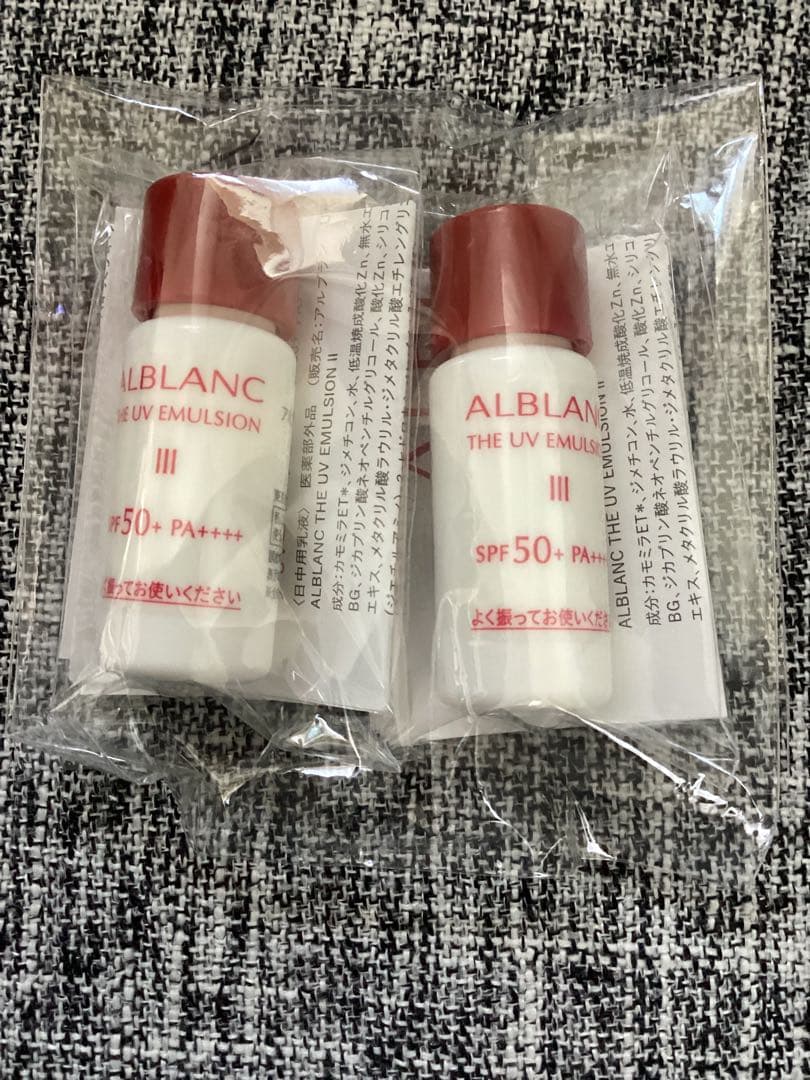 ALBLANC
THE UV EMULSION
III
PF 50+ PA++++
振ってお使いください
〈日中用乳液〉 医薬部外品 (販売名:アルブラ
ALBLANC THE UV EMULSION II
成分:カモミラET*、ジメチコン、水、低温焼成酸化Zn、無水エ
BG、ジカプリン酸ネオペンチルグリコール、酸化Zn、シリコ
エキス、メタクリル酸ラウリル・ジメタクリル酸エチレングリコ
ALBLANC
THE UV EMULSION
III
SPF 50+ PA+++
よく振ってお使いくださ
ALBLANC THE UV EMULSION II
成分:カモミラET*、ジメチコン、水、低温焼成酸化Zn、無水エ
BG、ジカプリン酸ネオペンチルグリコール、酸化Zn、シリコ
エキス、メタクリル酸ラウリル・ジメタクリル酸エチレングリ